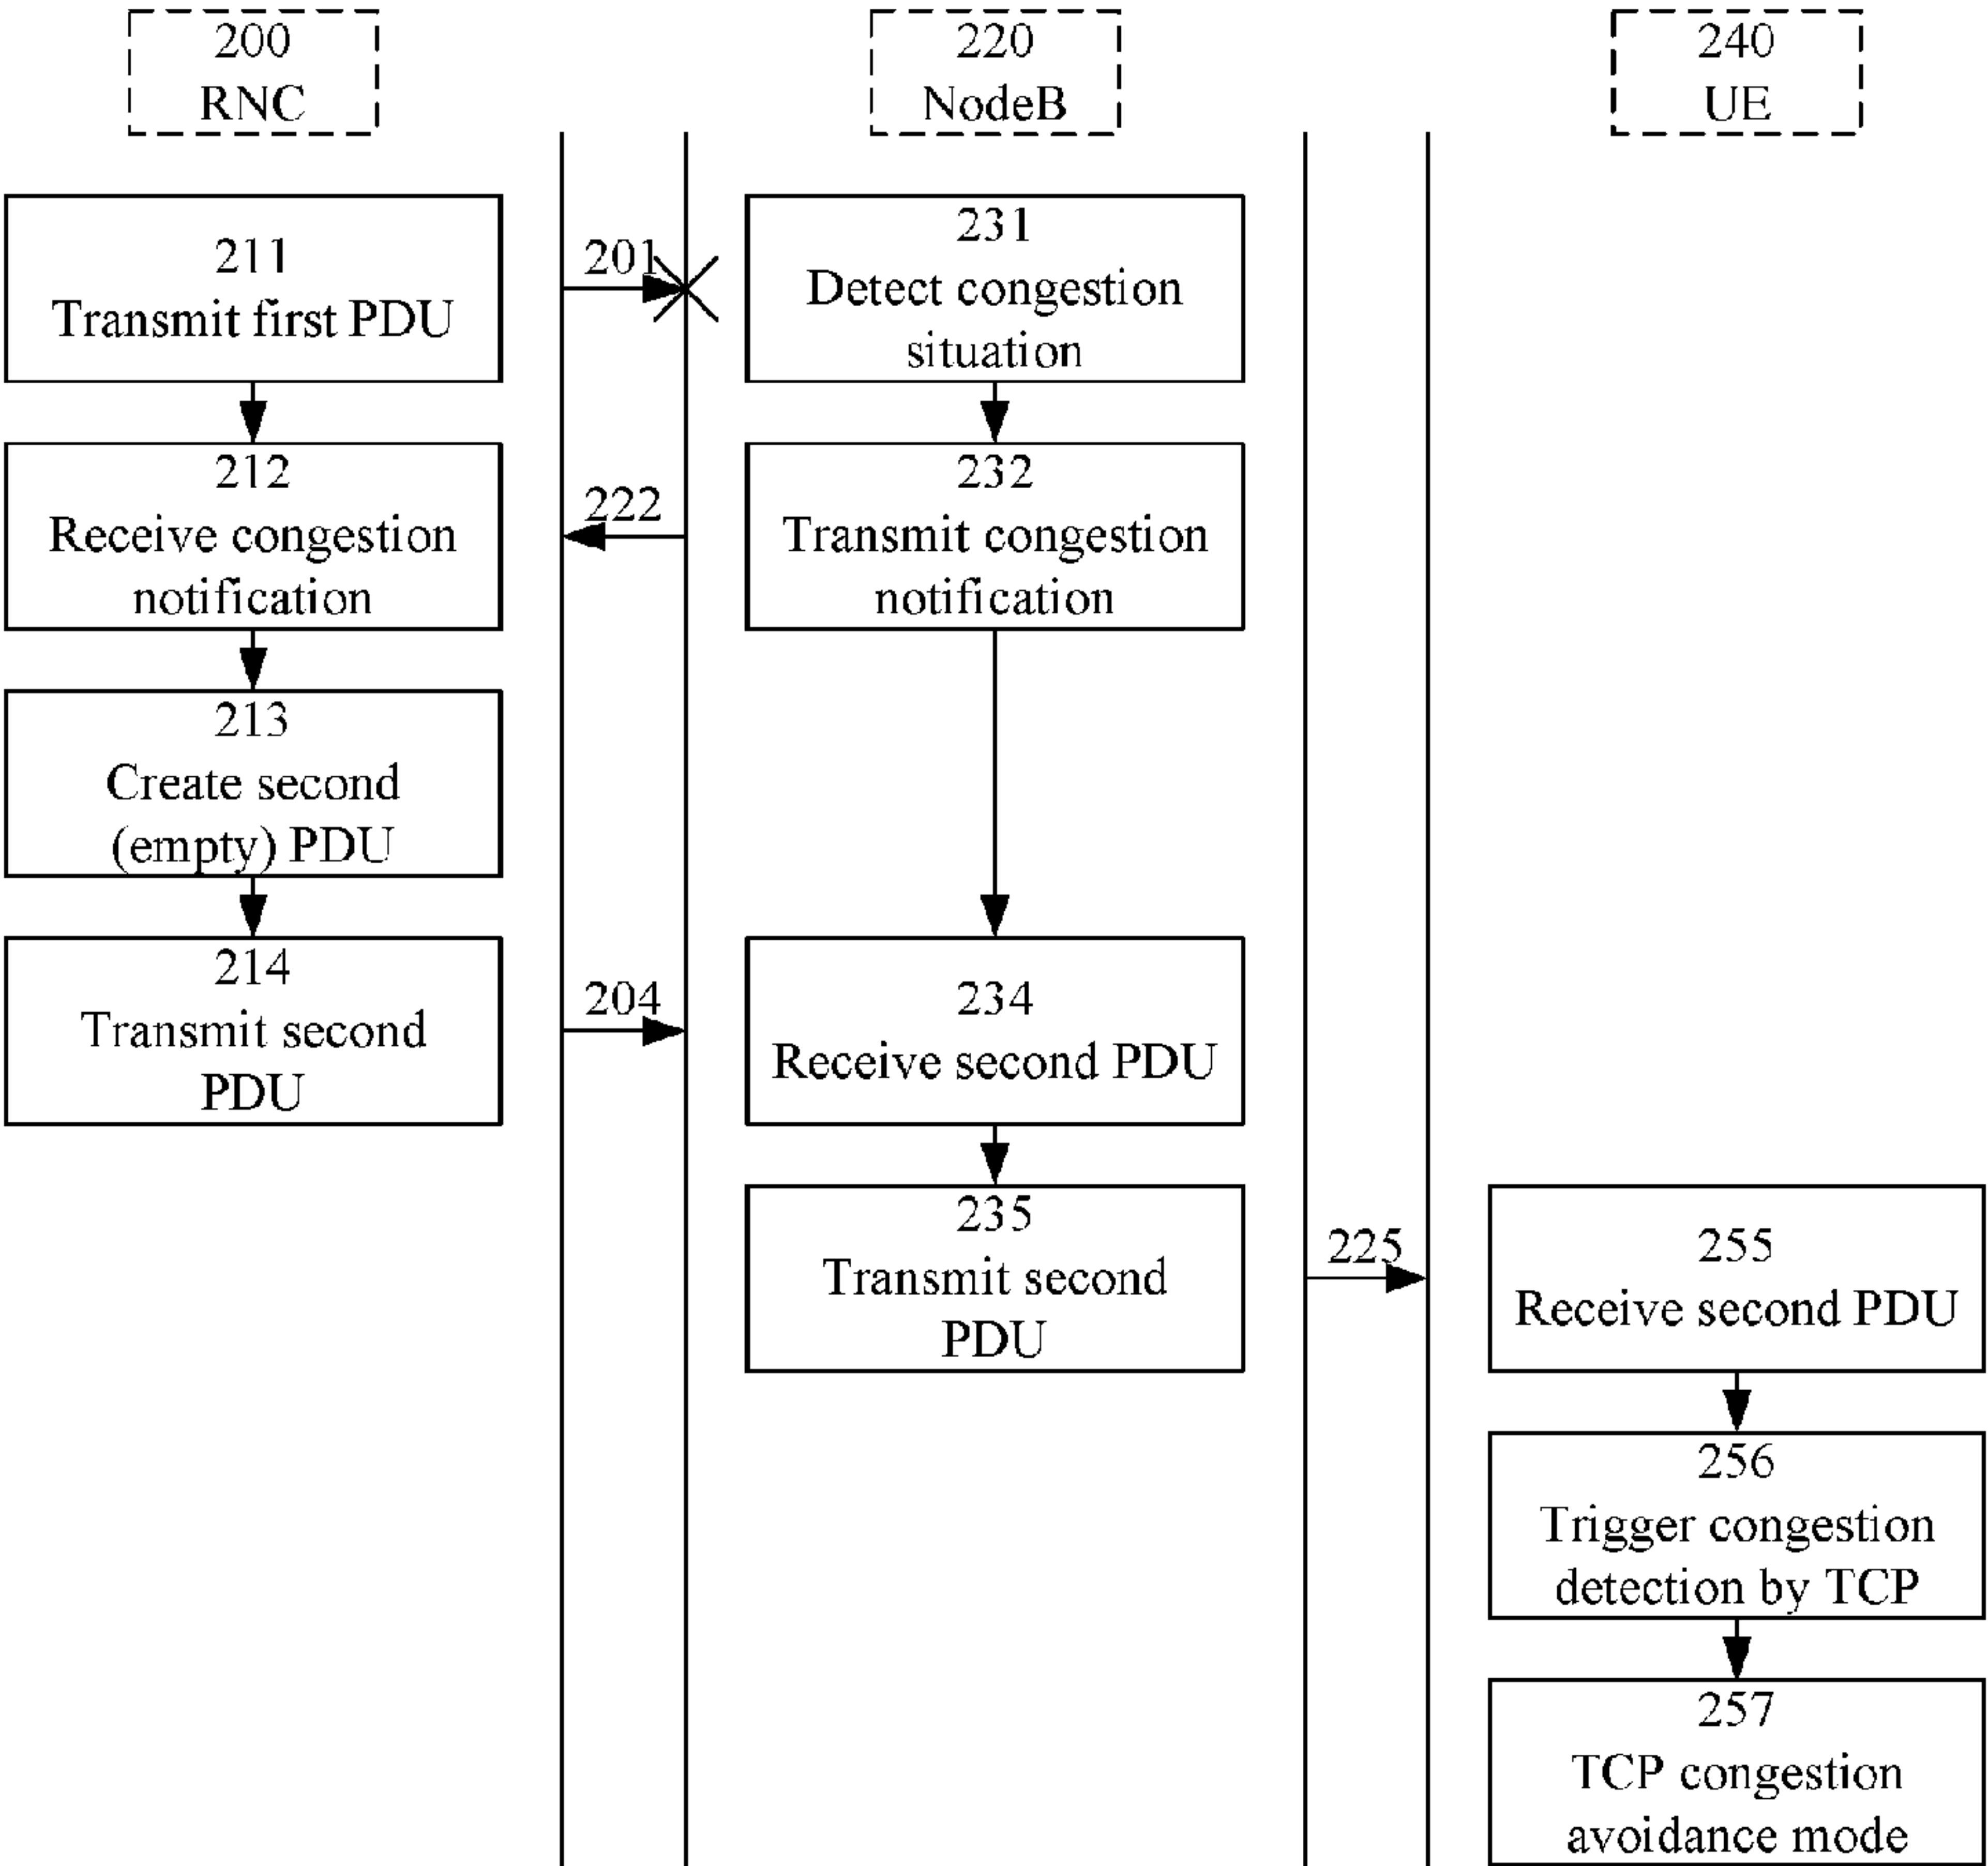 200
RNC
220
NodeB
240
UE
211
Transmit first PDU
201
231
Detect congestion
situation
212
Receive congestion
notification
222
232
Transmit congestion
notification
213
Create second
(empty) PDU
214
Transmit second
PDU
204
234
Receive second PDU
235
Transmit second
PDU
225
255
Receive second PDU
256
Trigger congestion
detection by TCP
257
TCP congestion
avoidance mode